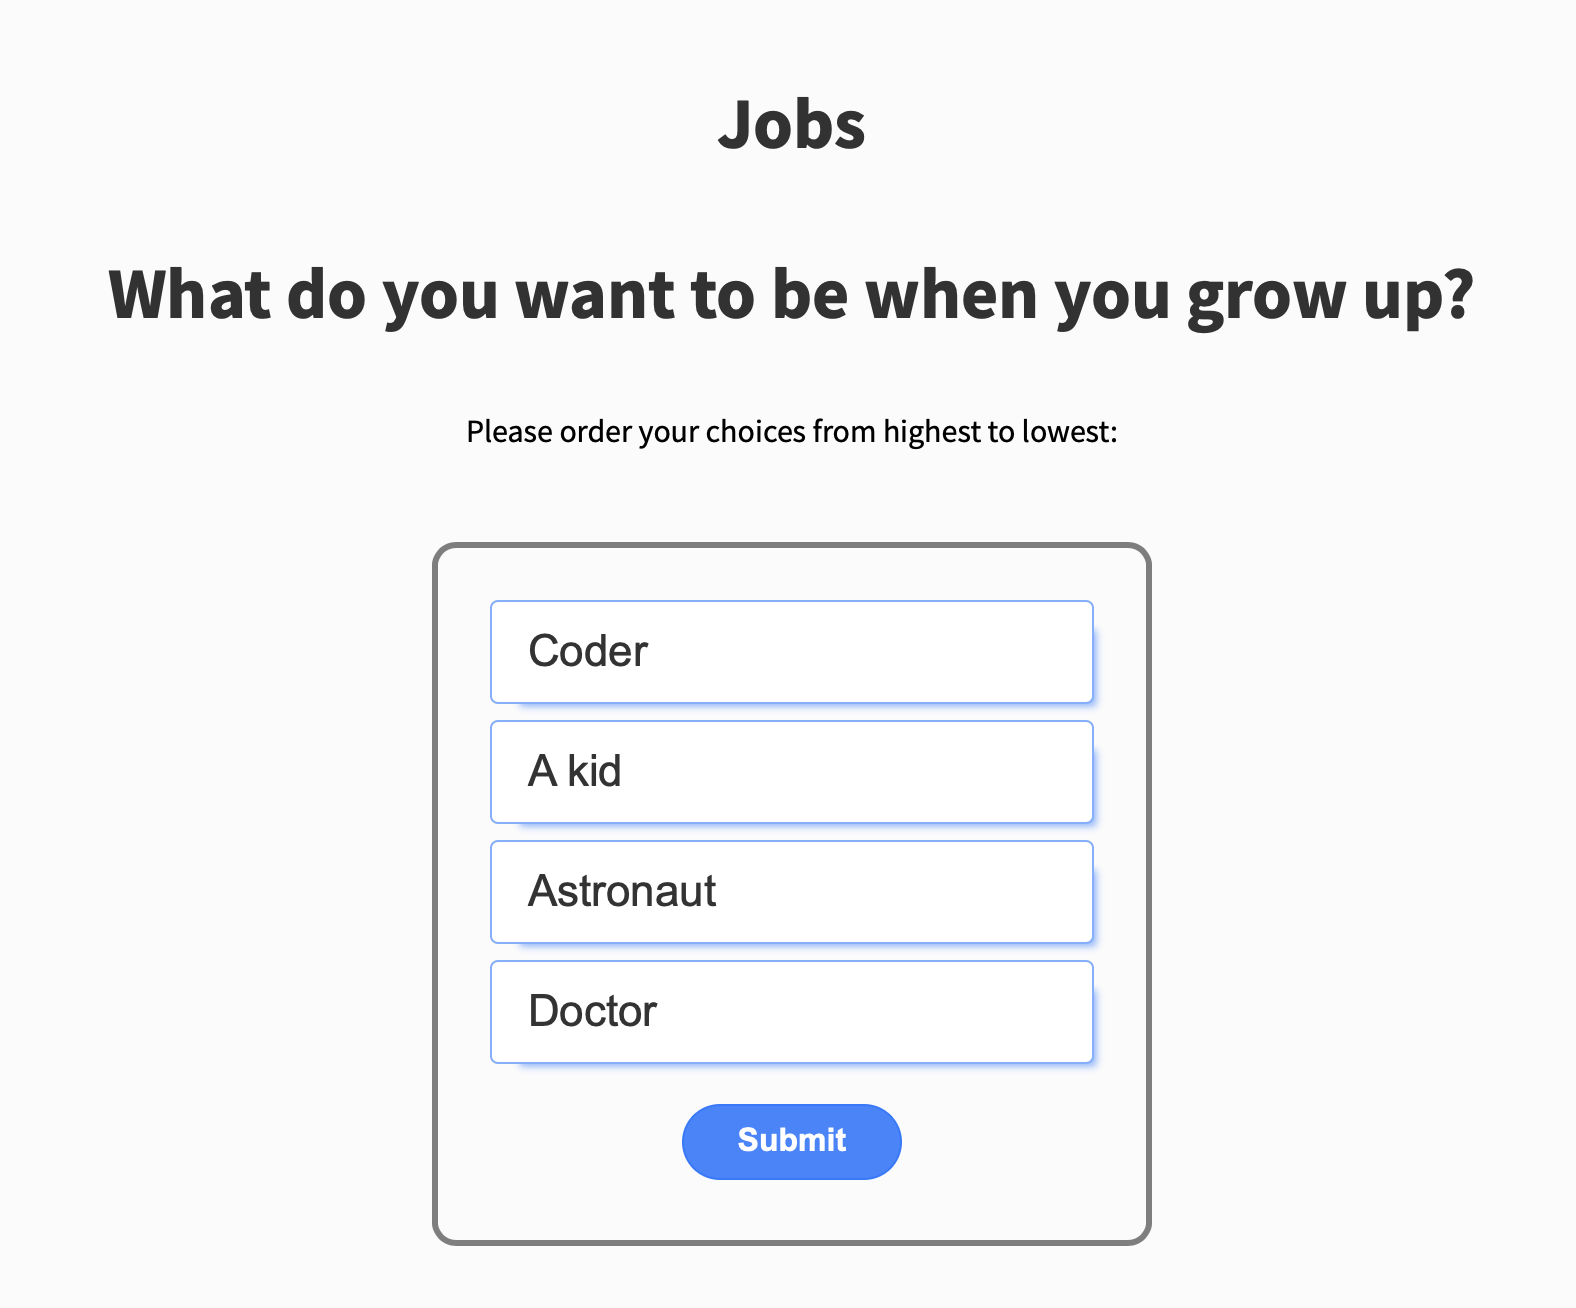 Jobs
What do you want to be when you grow up?
Please order your choices from highest to lowest:
Coder
A kid
Astronaut
Doctor
Submit